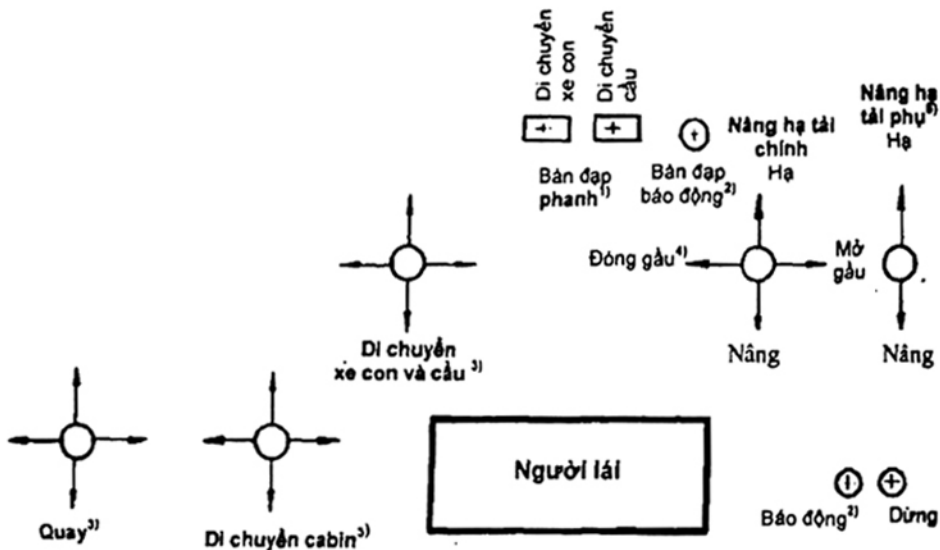 Di chuyển
xe con
Di chuyển
cầu
Bàn đạp
phanh¹⁾
Bàn đạp
báo động²⁾
Nâng hạ tải
chính
Hạ
Nâng hạ
tải phụ⁶⁾
Hạ
Đóng gầu⁴⁾
Mở
gầu
Nâng
Nâng
Di chuyển
xe con và cầu ³⁾
Quay³⁾
Di chuyển cabin⁵⁾
Người lái
Báo động²⁾
Dừng